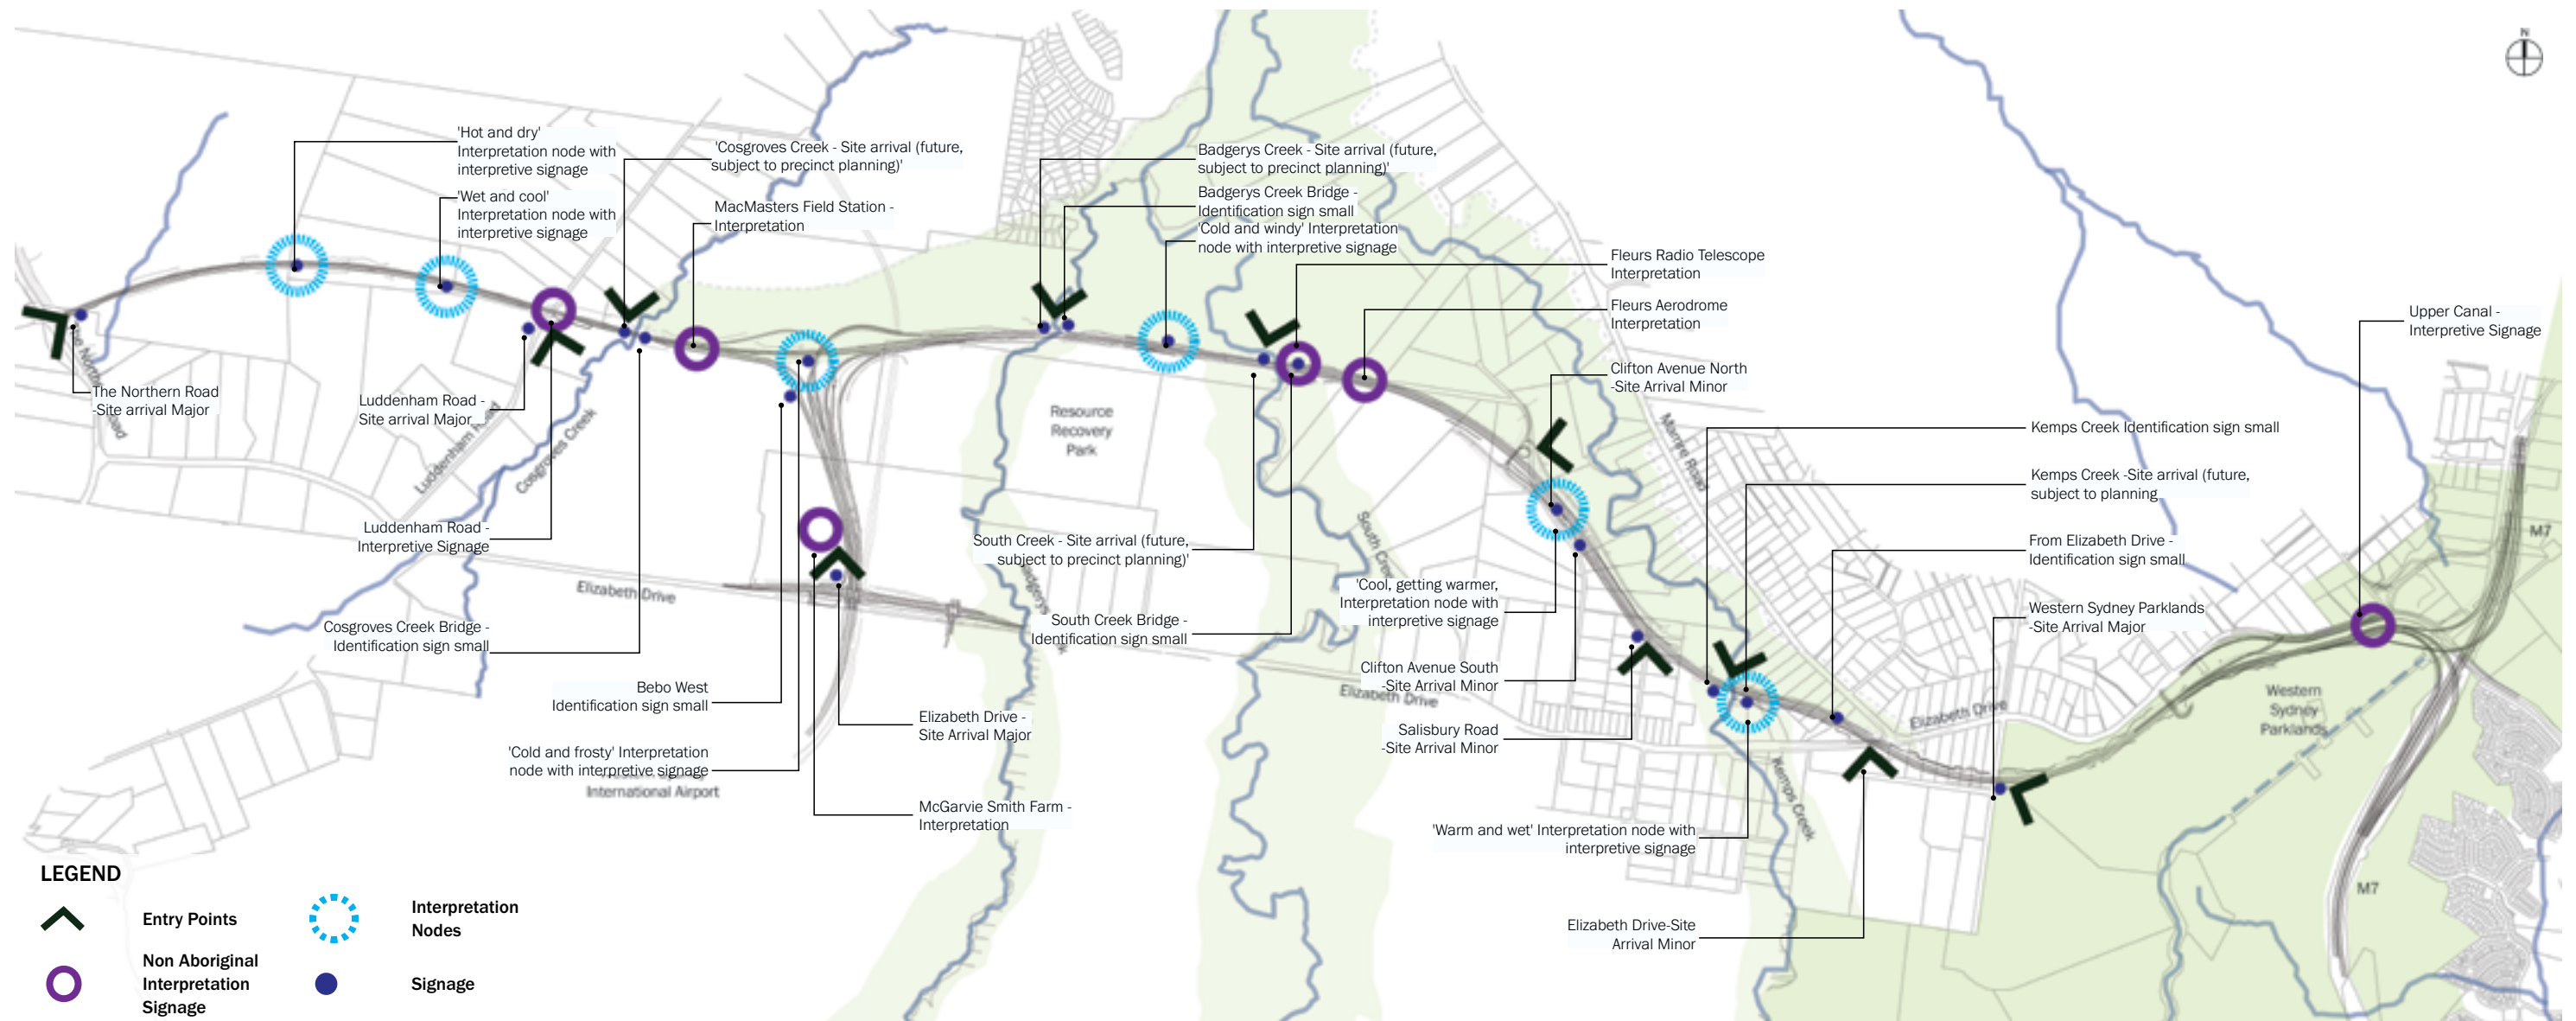 N
'Hot and dry'
Interpretation node with
interpretive signage
'Wet and cool'
Interpretation node with
interpretive signage
'Cosgroves Creek - Site arrival (future,
subject to precinct planning)'
MacMasters Field Station -
Interpretation
Badgerys Creek - Site arrival (future,
subject to precinct planning)'
Badgerys Creek Bridge -
Identification sign small
'Cold and windy' Interpretation
node with interpretive signage
Fleurs Radio Telescope
Interpretation
Fleurs Aerodrome
Interpretation
Clifton Avenue North
-Site Arrival Minor
Upper Canal -
Interpretive Signage
Kemps Creek Identification sign small
Kemps Creek -Site arrival (future,
subject to planning
From Elizabeth Drive -
Identification sign small
Western Sydney Parklands
-Site Arrival Major
The Northern Road
-Site arrival Major
Luddenham Road -
Site arrival Major
Luddenham Road -
Interpretive Signage
Cosgroves Creek
Resource
Recovery
Park
Mamre Road
South Creek
M7
Elizabeth Drive
South Creek - Site arrival (future,
subject to precinct planning)'
South Creek Bridge -
Identification sign small
'Cool, getting warmer,
Interpretation node with
interpretive signage
Clifton Avenue South
-Site Arrival Minor
Elizabeth Drive
Salisbury Road
-Site Arrival Minor
Elizabeth Drive
Western
Sydney
Parklands
Cosgroves Creek Bridge -
Identification sign small
Bebo West
Identification sign small
'Cold and frosty' Interpretation
node with interpretive signage
International Airport
Elizabeth Drive -
Site Arrival Major
McGarvie Smith Farm -
Interpretation
Kemps Creek
'Warm and wet' Interpretation node with
interpretive signage
Elizabeth Drive-Site
Arrival Minor
M7
LEGEND
Entry Points
Interpretation
Nodes
Non Aboriginal
Interpretation
Signage
Signage